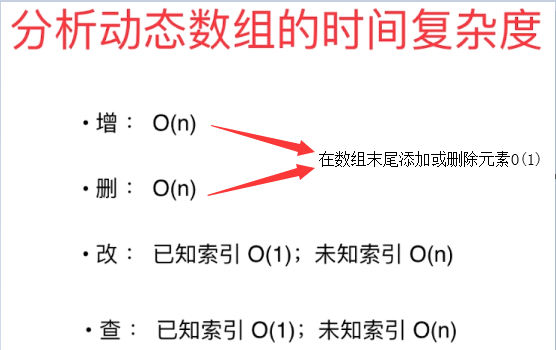 分析动态数组的时间复杂度
• 增： O(n)
在数组末尾添加或删除元素O(1)
• 删： O(n)
• 改： 已知索引 O(1)；未知索引 O(n)
• 查： 已知索引 O(1)；未知索引 O(n)